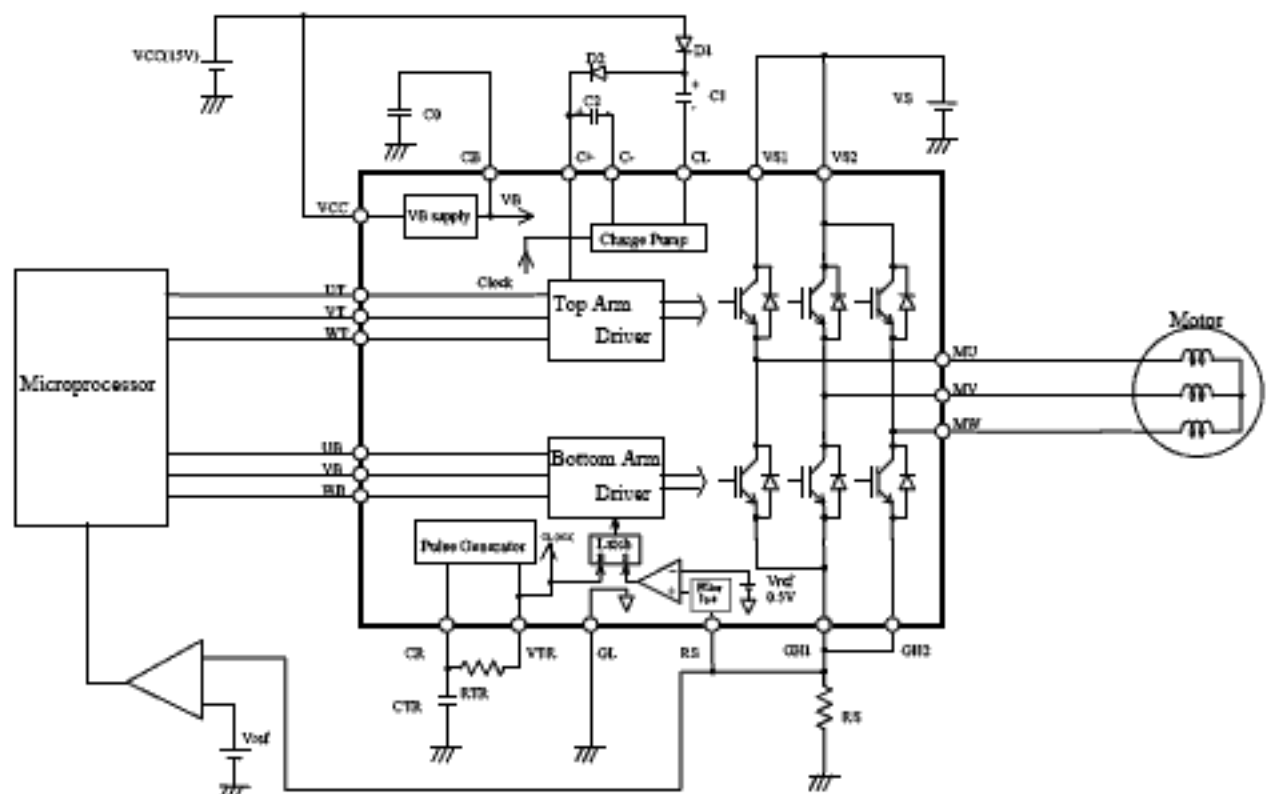 VCC(15V)
D2
D1
C0
C2
+
C1
-
VS
CB
C+
C-
CL
VS1
VS2
VCC
VB supply
VB
Charge Pump
Clock
UT
VT
WT
Top Arm
Driver
Motor
MU
MV
MW
Microprocessor
UB
VB
WB
Bottom Arm
Driver
Pulse Generator
CLOCK
Latch
-
+
Vref
0.5V
CR
VTR
GL
RS
GH1
GH2
RTR
CTR
RS
Vref